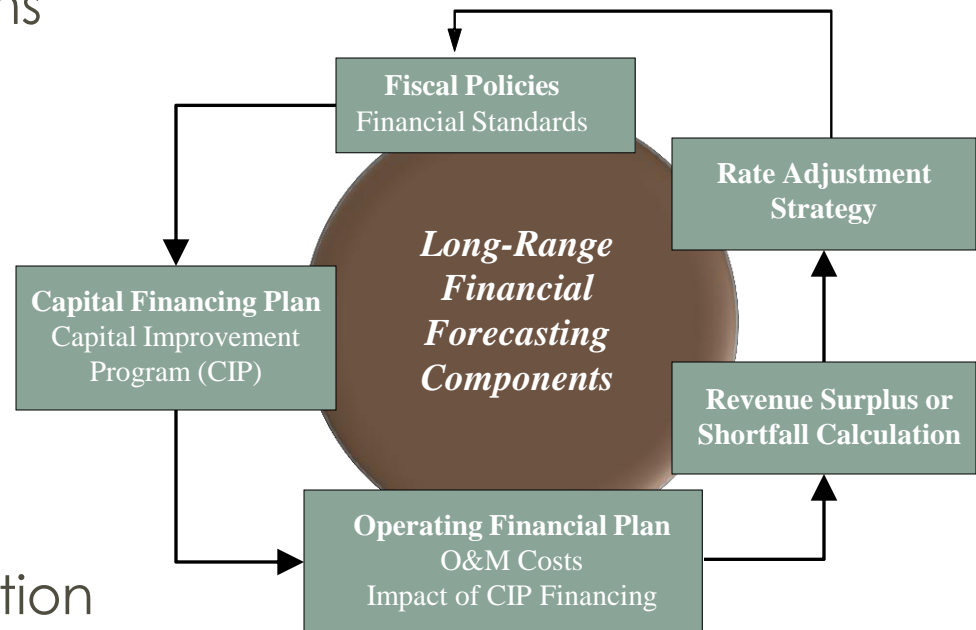 ns
Fiscal Policies
Financial Standards
Rate Adjustment
Strategy
Long-Range
Financial
Forecasting
Components
Capital Financing Plan
Capital Improvement
Program (CIP)
Revenue Surplus or
Shortfall Calculation
Operating Financial Plan
O&M Costs
Impact of CIP Financing
tion